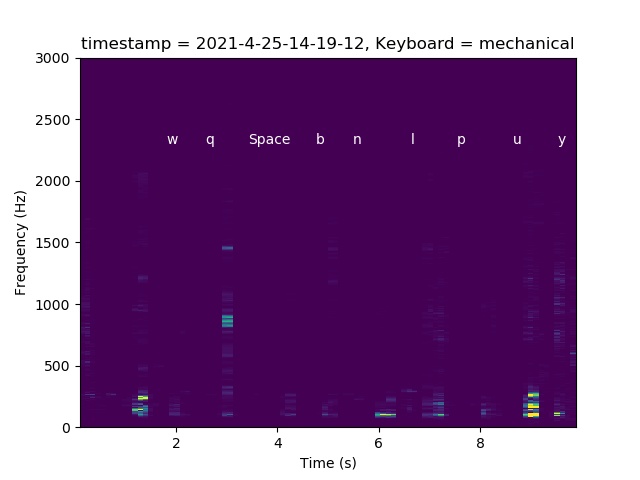 timestamp = 2021-4-25-14-19-12, Keyboard = mechanical
3000
2500
w q Space b n l p u y
2000
1500
1000
500
0
Frequency (Hz)
2 4 6 8
Time (s)